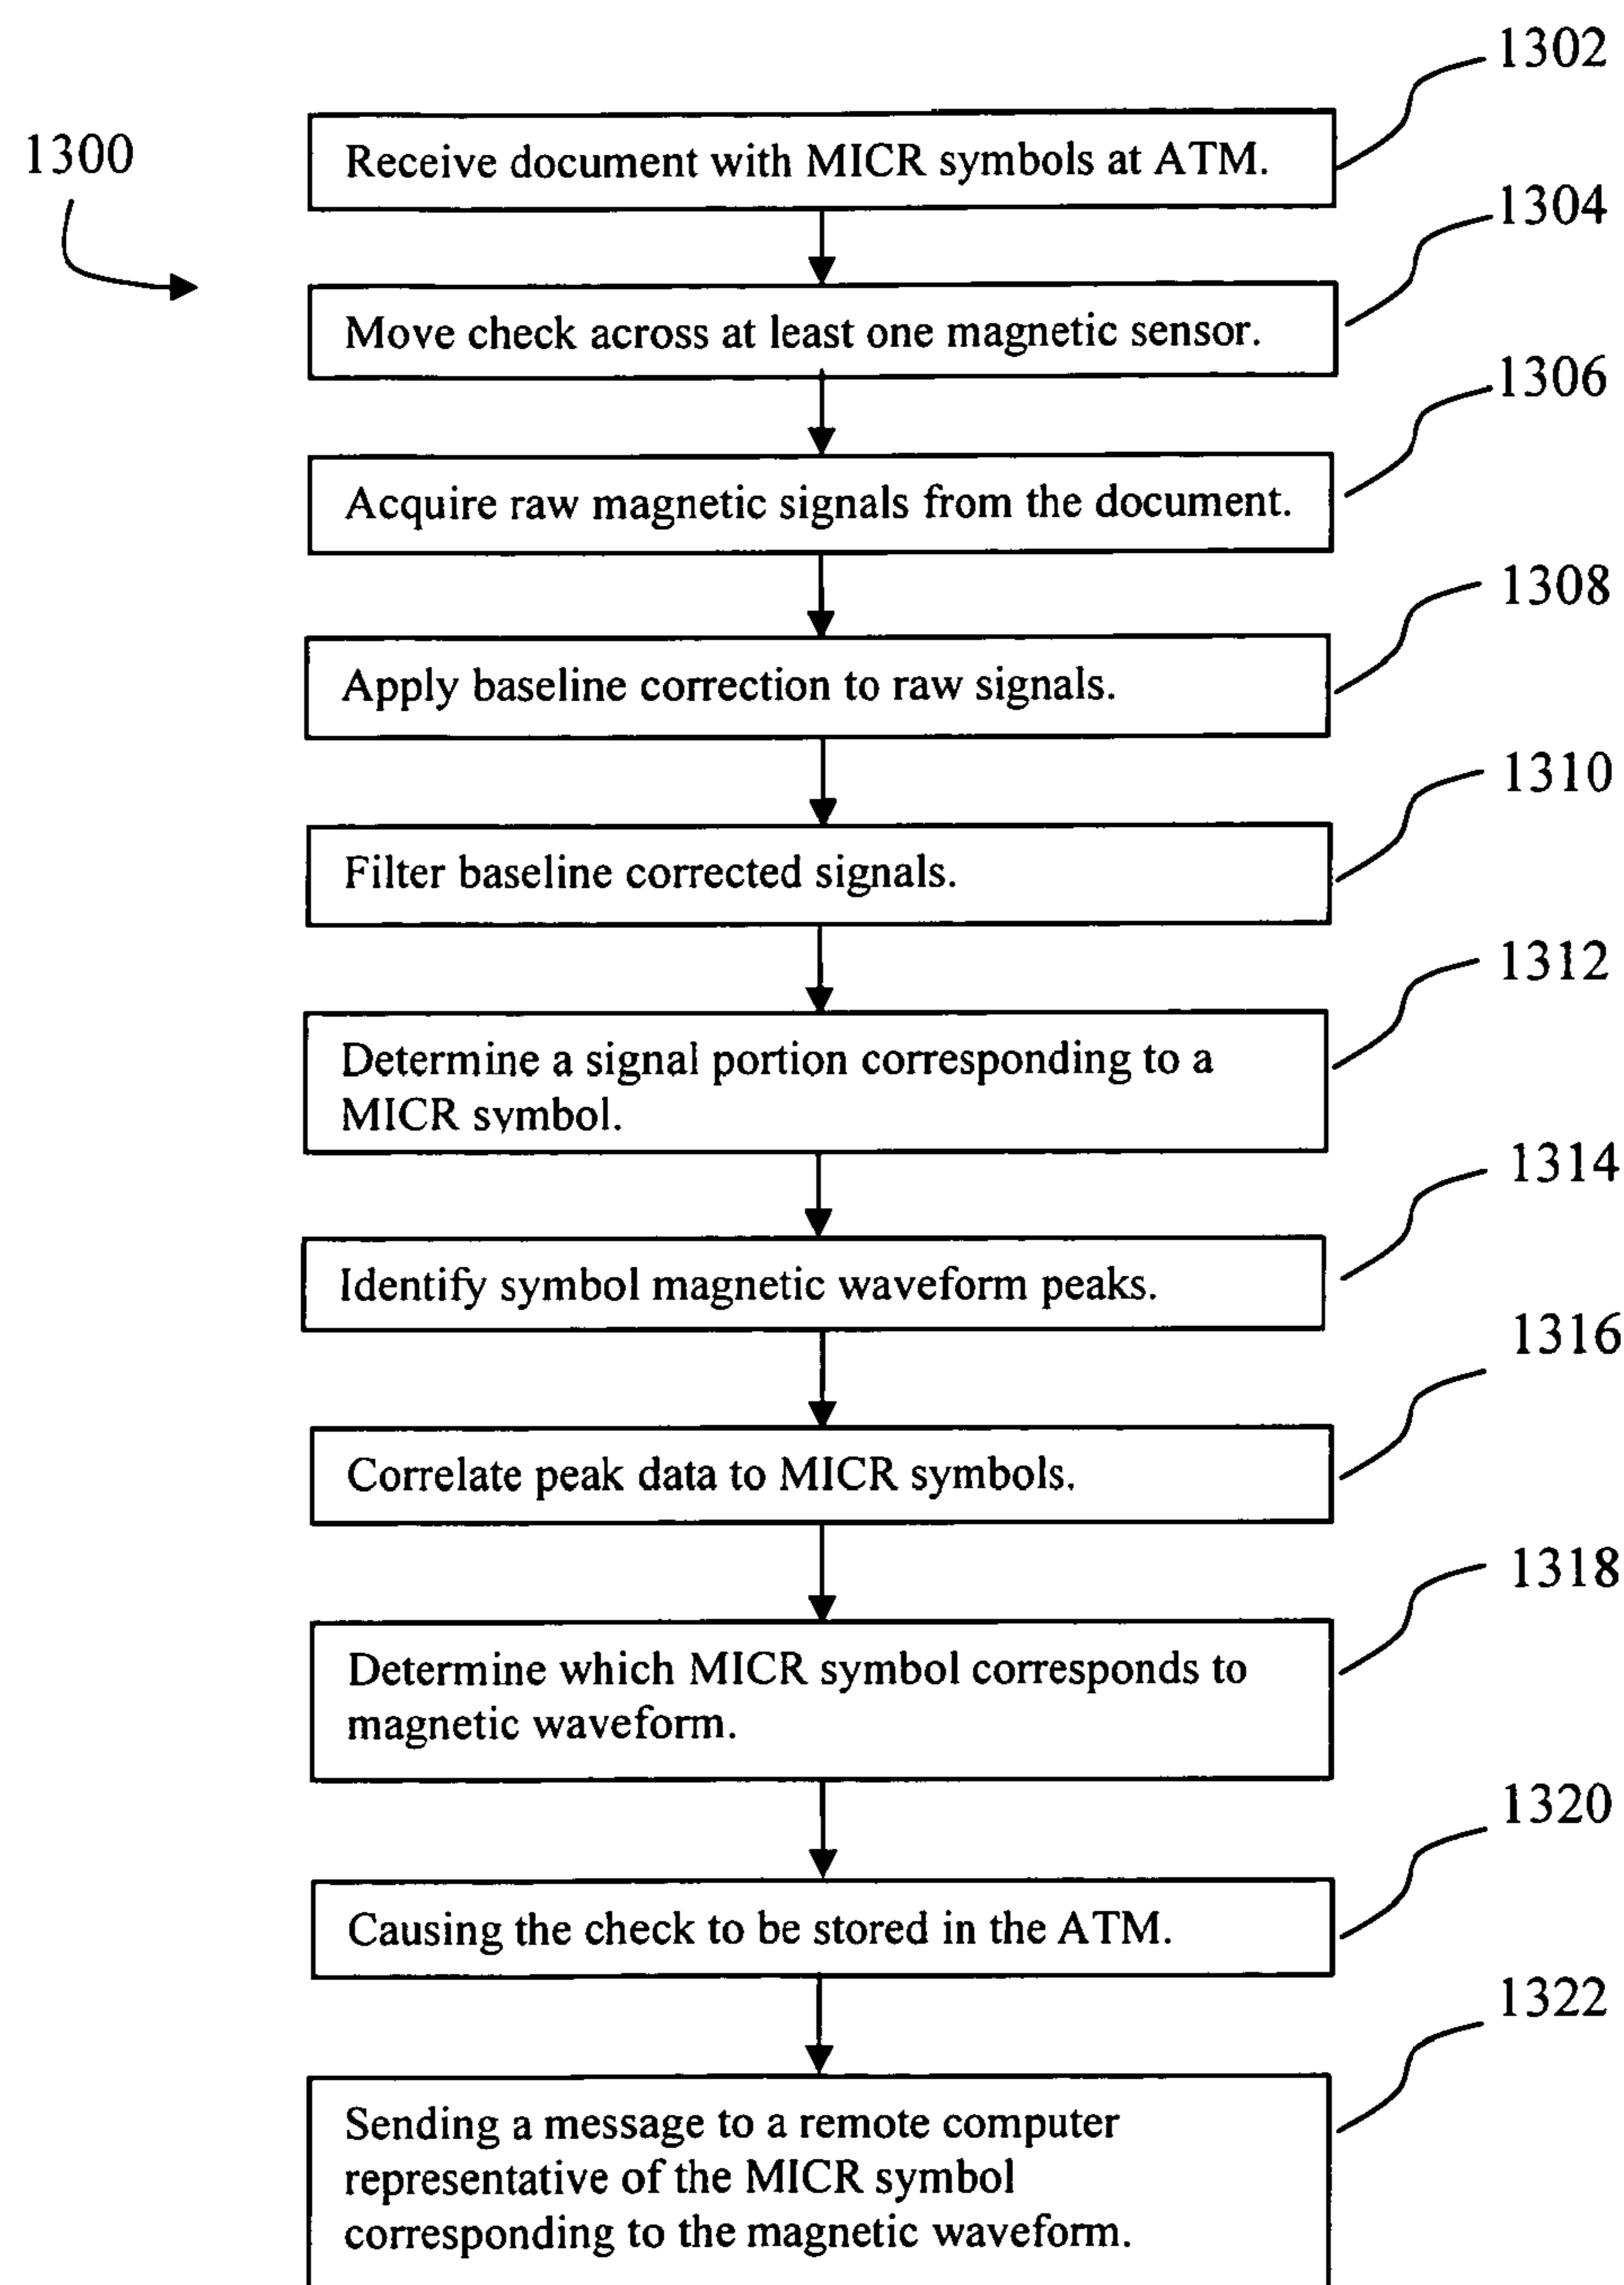 1302
1300
Receive document with MICR symbols at ATM.
1304
Move check across at least one magnetic sensor.
1306
Acquire raw magnetic signals from the document.
1308
Apply baseline correction to raw signals.
1310
Filter baseline corrected signals.
1312
Determine a signal portion corresponding to a
MICR symbol.
1314
Identify symbol magnetic waveform peaks.
1316
Correlate peak data to MICR symbols.
1318
Determine which MICR symbol corresponds to
magnetic waveform.
1320
Causing the check to be stored in the ATM.
1322
Sending a message to a remote computer
representative of the MICR symbol
corresponding to the magnetic waveform.